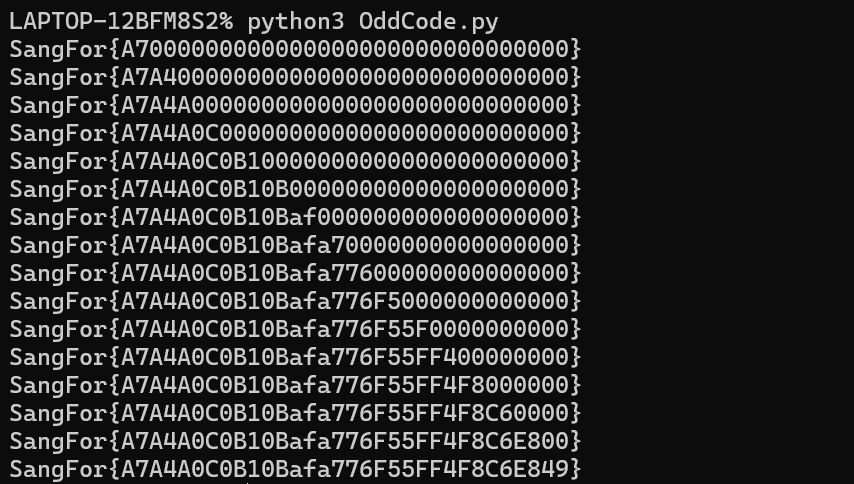 LAPTOP-12BFM8S2% python3 OddCode.py
SangFor{A7000000000000000000000000000000}
SangFor{A7A40000000000000000000000000000}
SangFor{A7A4A000000000000000000000000000}
SangFor{A7A4A0C0000000000000000000000000}
SangFor{A7A4A0C0B10000000000000000000000}
SangFor{A7A4A0C0B10B00000000000000000000}
SangFor{A7A4A0C0B10Baf000000000000000000}
SangFor{A7A4A0C0B10Bafa70000000000000000}
SangFor{A7A4A0C0B10Bafa77600000000000000}
SangFor{A7A4A0C0B10Bafa776F5000000000000}
SangFor{A7A4A0C0B10Bafa776F55F0000000000}
SangFor{A7A4A0C0B10Bafa776F55FF400000000}
SangFor{A7A4A0C0B10Bafa776F55FF4F8000000}
SangFor{A7A4A0C0B10Bafa776F55FF4F8C60000}
SangFor{A7A4A0C0B10Bafa776F55FF4F8C6E800}
SangFor{A7A4A0C0B10Bafa776F55FF4F8C6E849}